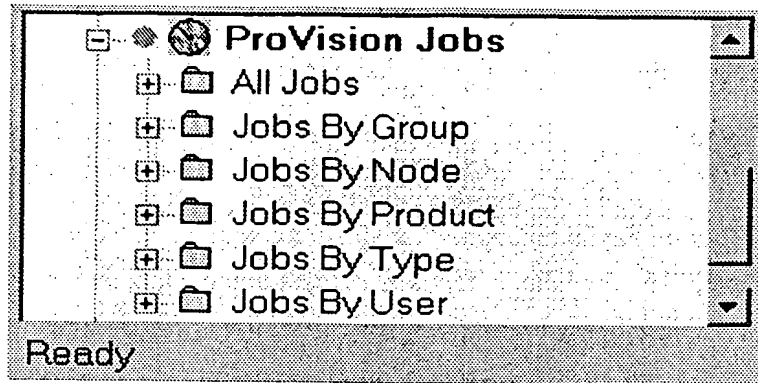 ProVision Jobs
All Jobs
Jobs By Group
Jobs By Node
Jobs By Product
Jobs By Type
Jobs By User
Ready